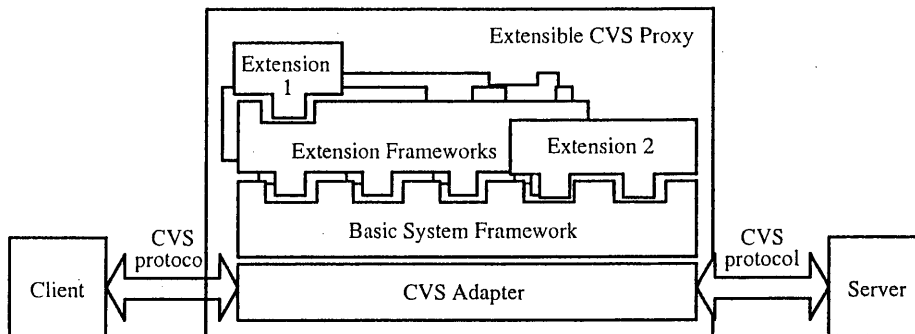 Extensible CVS Proxy
Extension
1
Extension Frameworks
Extension 2
Basic System Framework
CVS
protoco
CVS
protocol
Client
CVS Adapter
Server